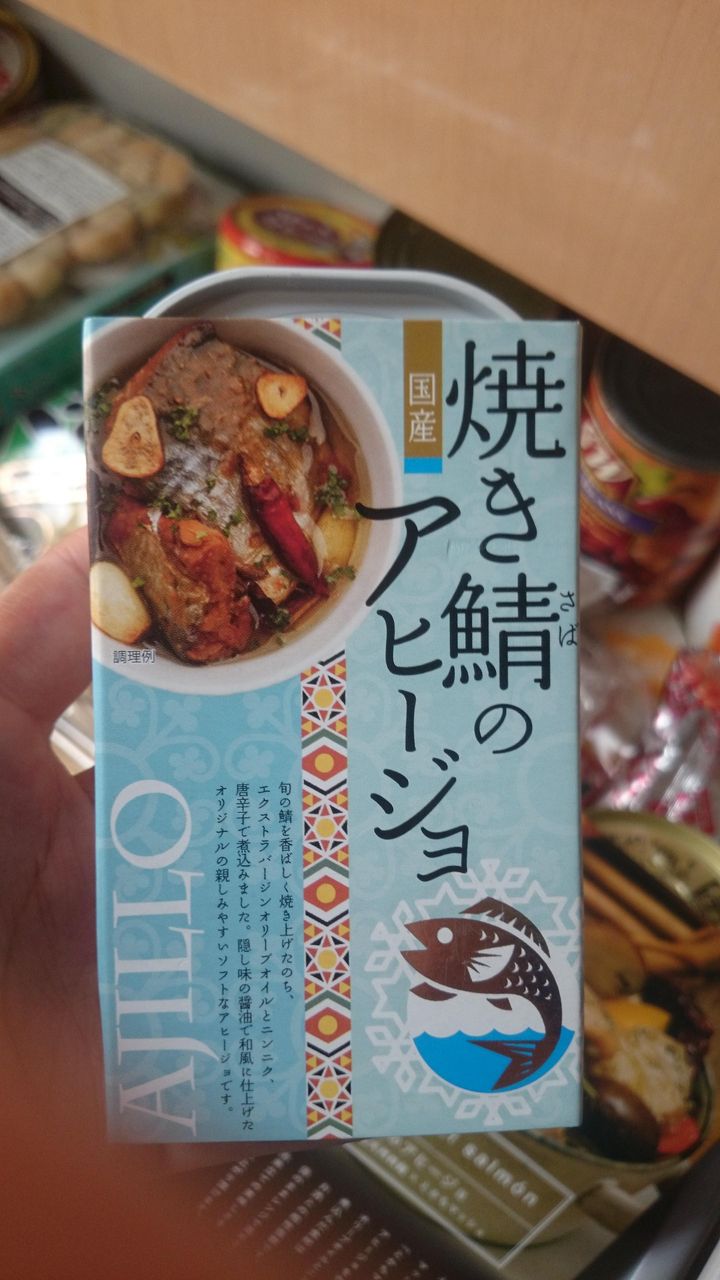 焼き鯖の
さば
アヒージョ
国産
調理例
旬の鯖を香ばしく焼き上げたのち、
エクストラバージンオリーブオイルとニンニク、
唐辛子で煮込みました。隠し味の醤油で和風に仕上げた
オリジナルの親しみやすいソフトなアヒージョです。
AJILLO
salmón